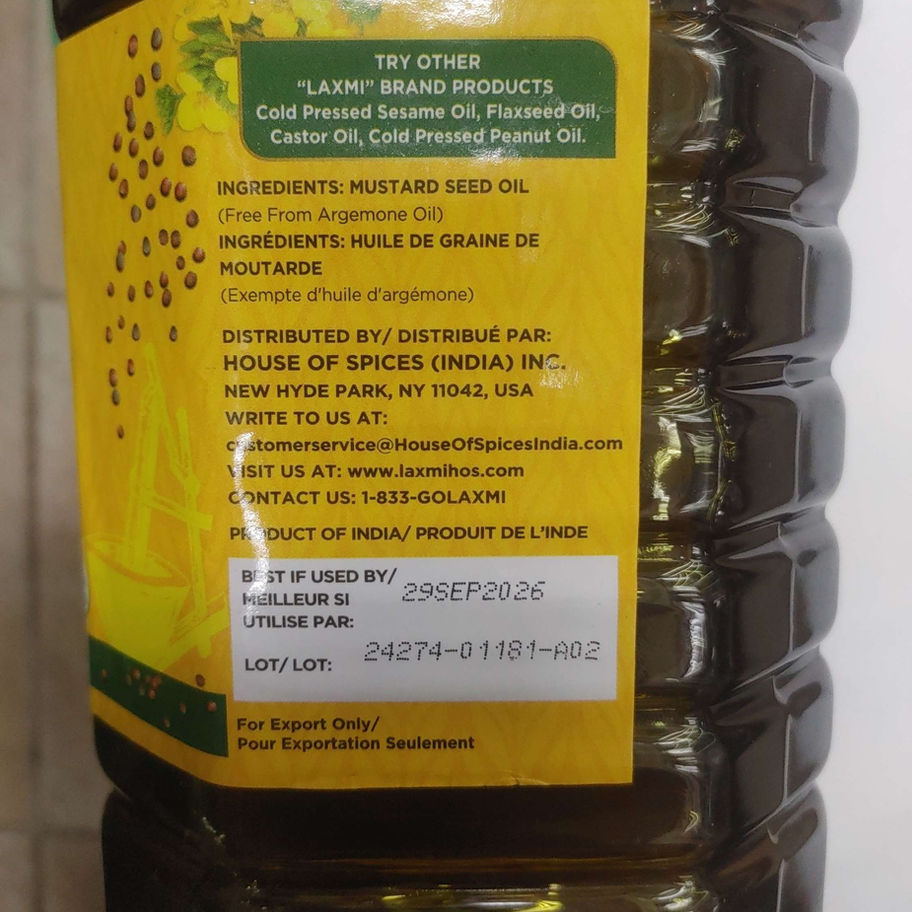 TRY OTHER
“LAXMI” BRAND PRODUCTS
Cold Pressed Sesame Oil, Flaxseed Oil,
Castor Oil, Cold Pressed Peanut Oil.
INGREDIENTS: MUSTARD SEED OIL
(Free From Argemone Oil)
INGRÉDIENTS: HUILE DE GRAINE DE
MOUTARDE
(Exempte d'huile d'argémone)
DISTRIBUTED BY/ DISTRIBUÉ PAR:
HOUSE OF SPICES (INDIA) INC.
NEW HYDE PARK, NY 11042, USA
WRITE TO US AT:
customerservice@HouseOfSpicesIndia.com
VISIT US AT: www.laxmihos.com
CONTACT US: 1-833-GOLAXMI
PRODUCT OF INDIA/ PRODUIT DE L’INDE
BEST IF USED BY/ 29SEP2026
MEILLEUR SI
UTILISE PAR:
LOT/ LOT: 24274-01181-A02
For Export Only/
Pour Exportation Seulement